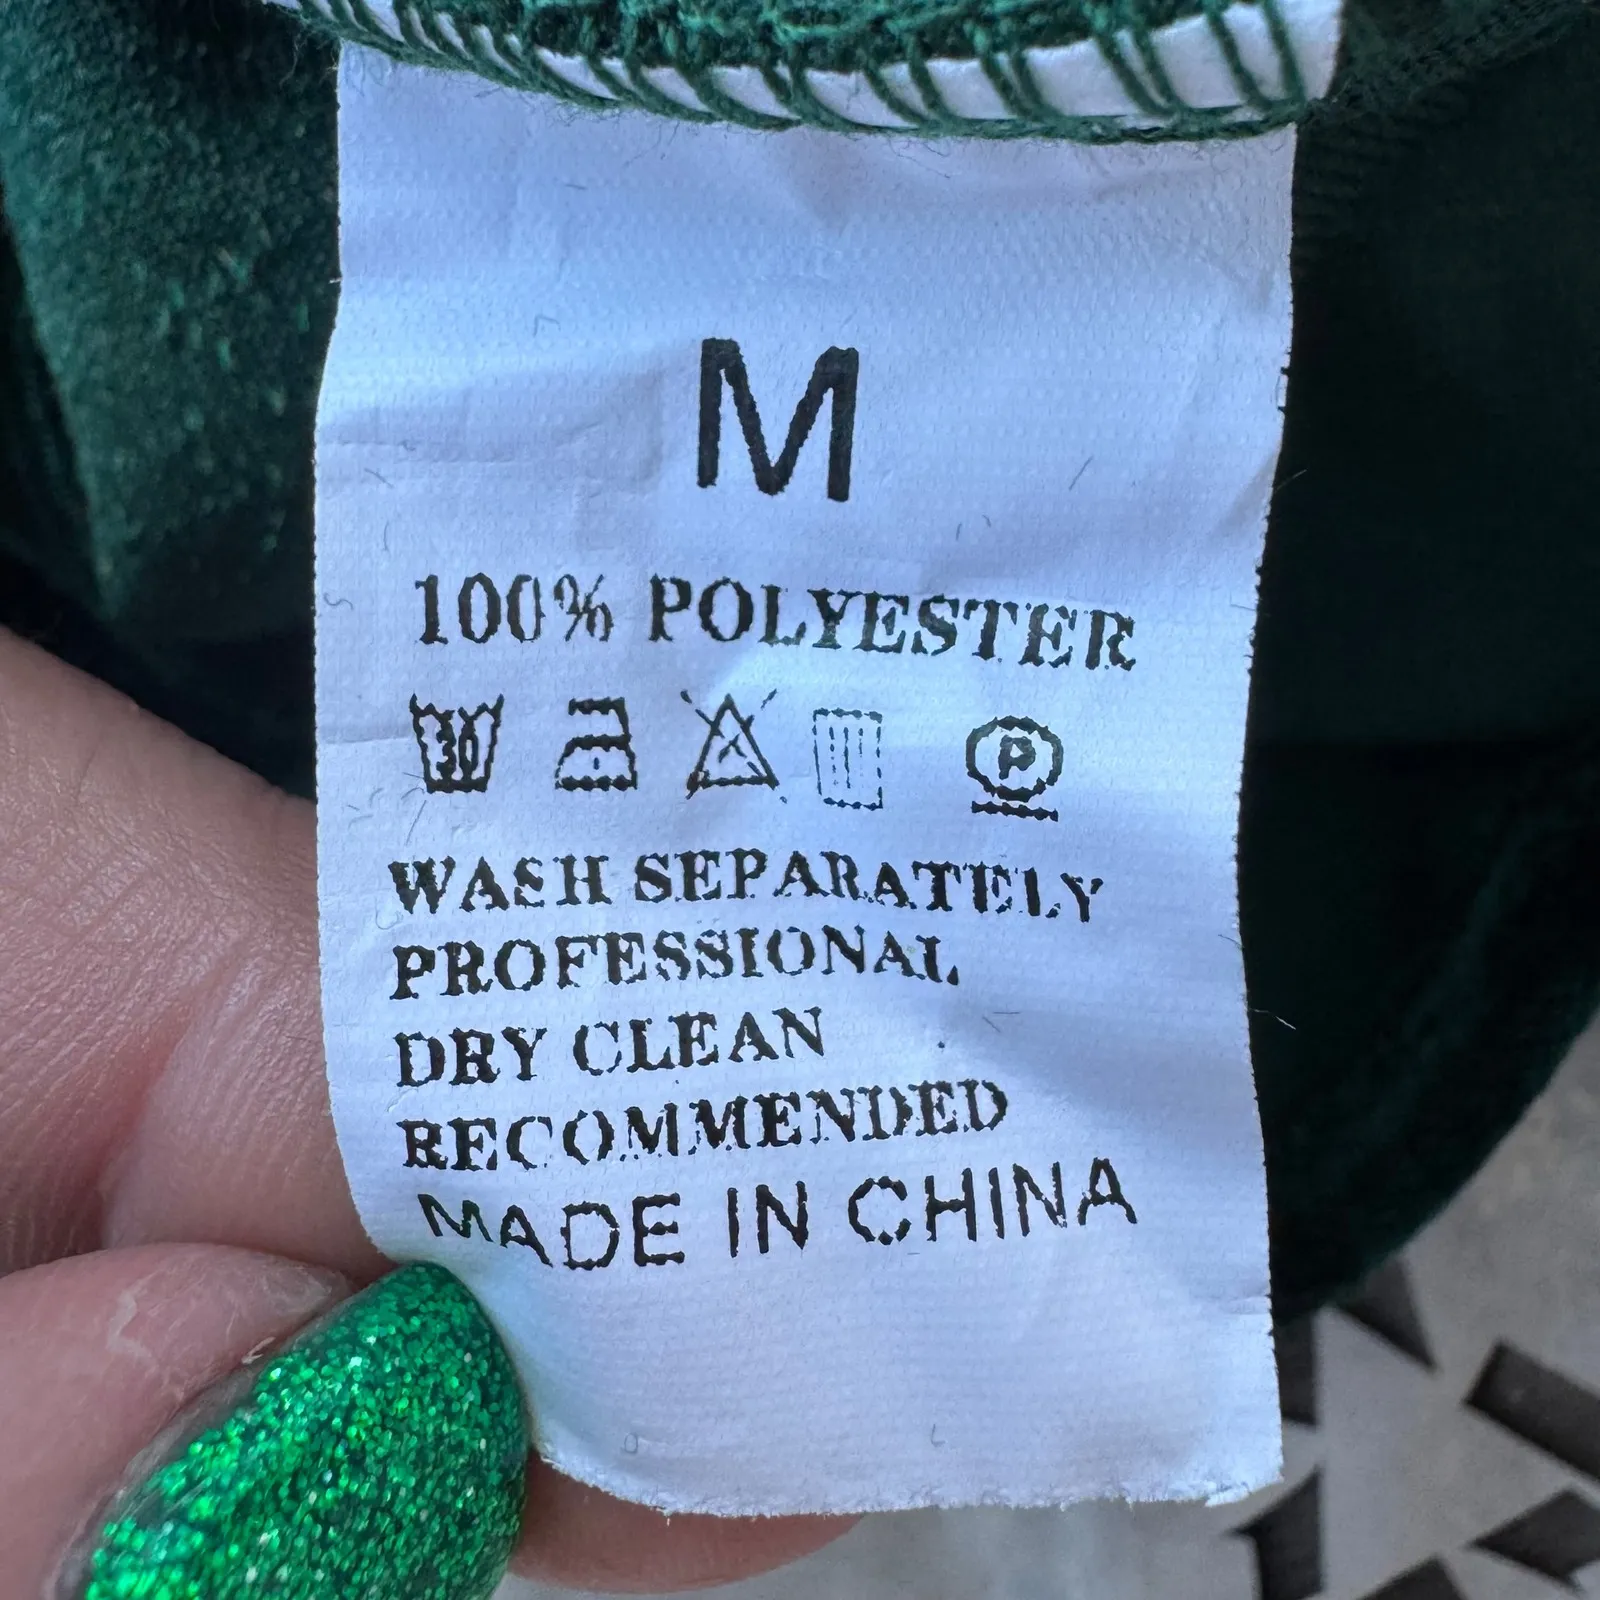 M
100% POLYESTER
30
P
WASH SEPARATELY
PROFESSIONAL
DRY CLEAN
RECOMMENDED
MADE IN CHINA